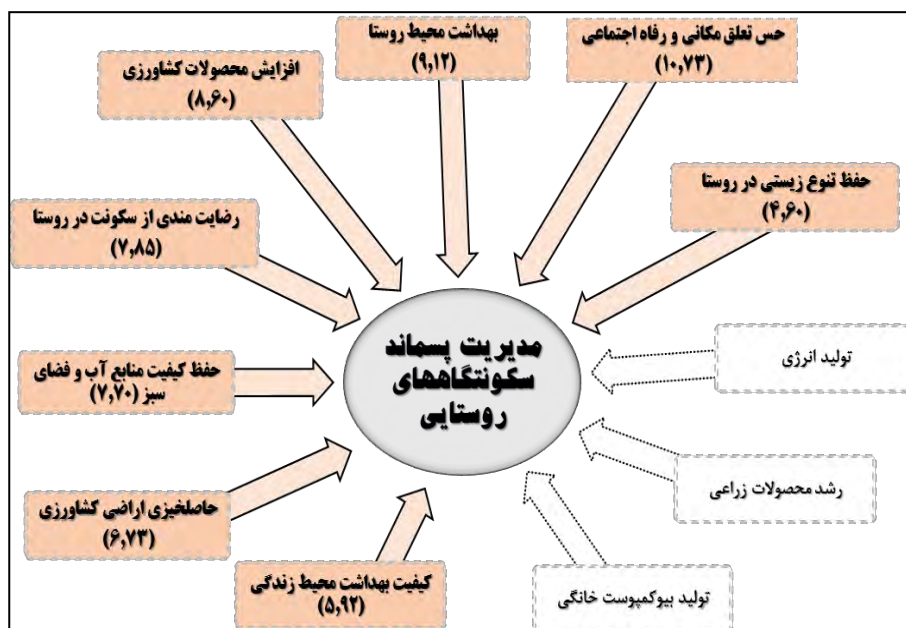 حس تعلق مکانی و رفاه اجتماعی
(۱۰,۷۳)
بهداشت محیط روستا
(۹,۱۲)
افزایش محصولات کشاورزی
(۸,۶۰)
حفظ تنوع زیستی در روستا
(۴,۶۰)
رضایت مندی از سکونت در روستا
(۷,۸۵)
مدیریت پسماند
سکونتگاههای
روستایی
تولید انرژی
حفظ کیفیت منابع آب و فضای
سبز (۷,۷۰)
رشد محصولات زراعی
حاصلخیزی اراضی کشاورزی
(۶,۷۳)
تولید بیوکمپوست خانگی
کیفیت بهداشت محیط زندگی
(۵,۹۲)